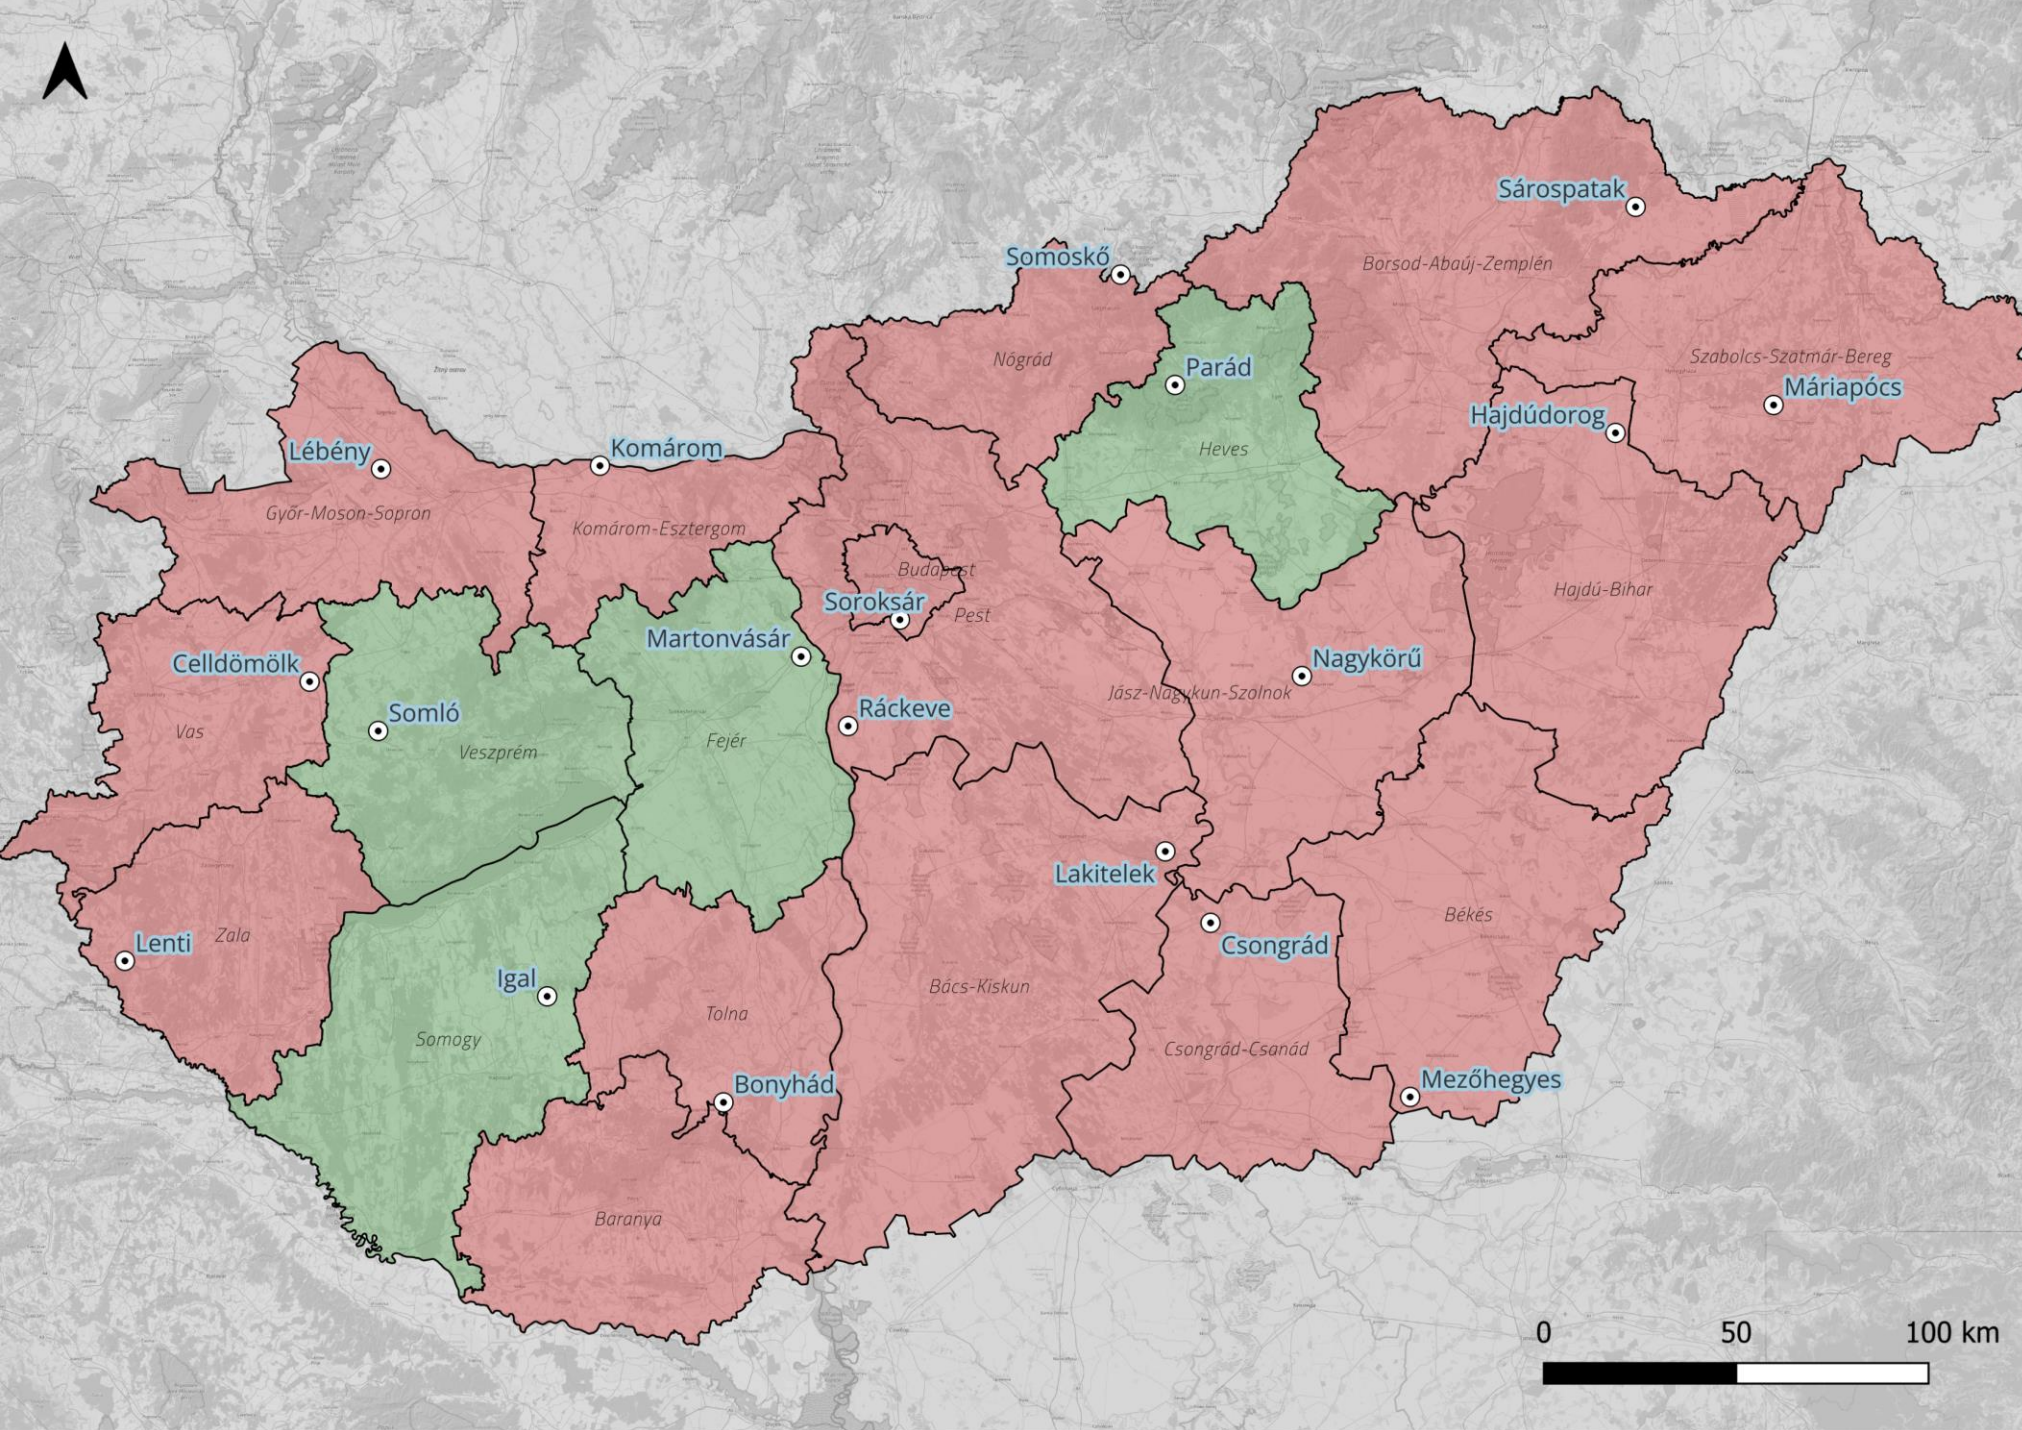 Sárospatak
Somoskő
Borsod-Abaúj-Zemplén
Nógrád
Parád
Szabolcs-Szatmár-Bereg
Máriapócs
Hajdúdorog
Lébény
Komárom
Heves
Győr-Moson-Sopron
Komárom-Esztergom
Budapest
Hajdú-Bihar
Soroksár
Pest
Martonvásár
Celldömölk
Nagykörű
Jász-Nagykun-Szolnok
Somló
Ráckeve
Vas
Veszprém
Fejér
Lakitelek
Békés
Lenti
Zala
Csongrád
Igal
Bács-Kiskun
Tolna
Somogy
Csongrád-Csanád
Bonyhád
Mezőhegyes
Baranya
0 50 100 km